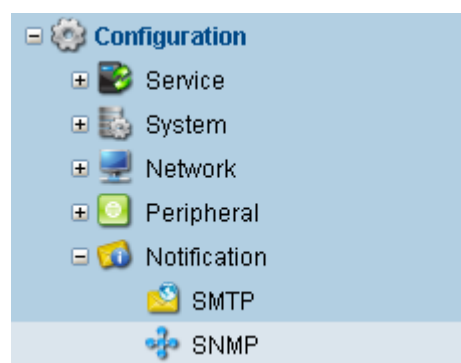 Configuration
Service
System
Network
Peripheral
Notification
SMTP
SNMP